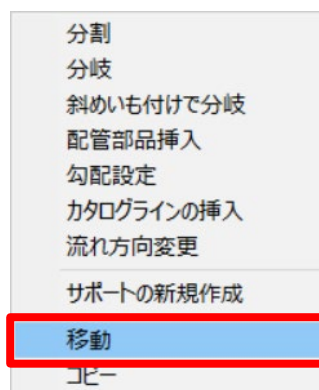 分割
分岐
斜めいも付けで分岐
配管部品挿入
勾配設定
カタログラインの挿入
流れ方向変更
サポートの新規作成
移動
コピー